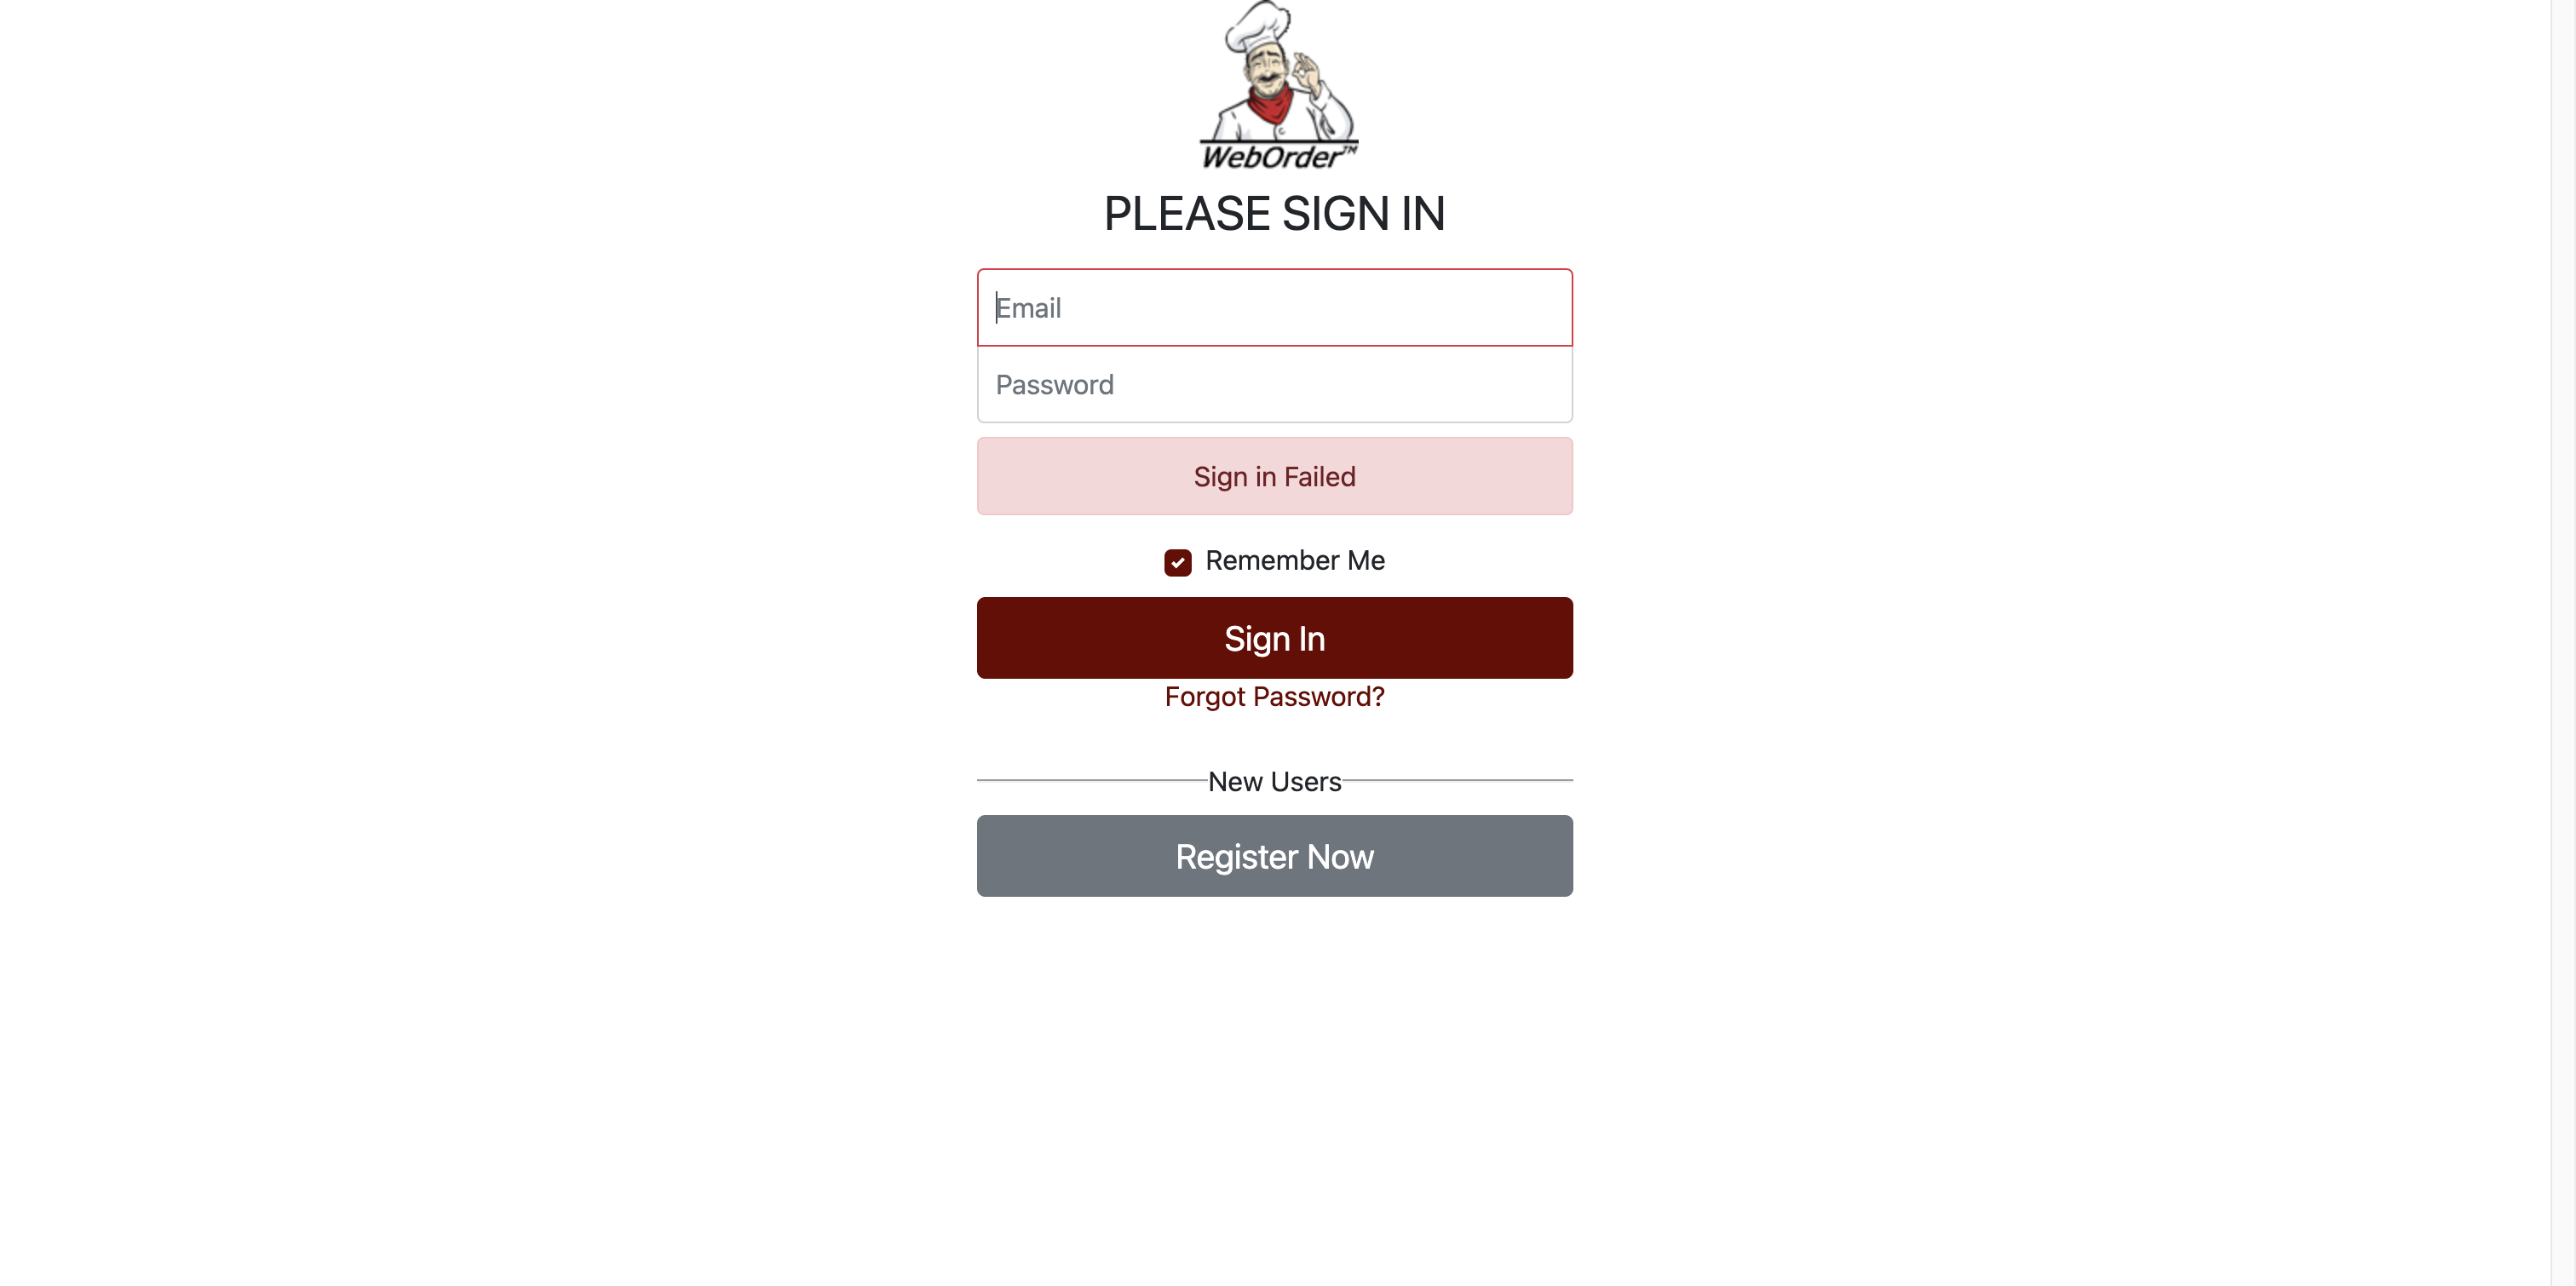 WebOrder™
PLEASE SIGN IN
Email
Password
Sign in Failed
Remember Me
Sign In
Forgot Password?
New Users
Register Now